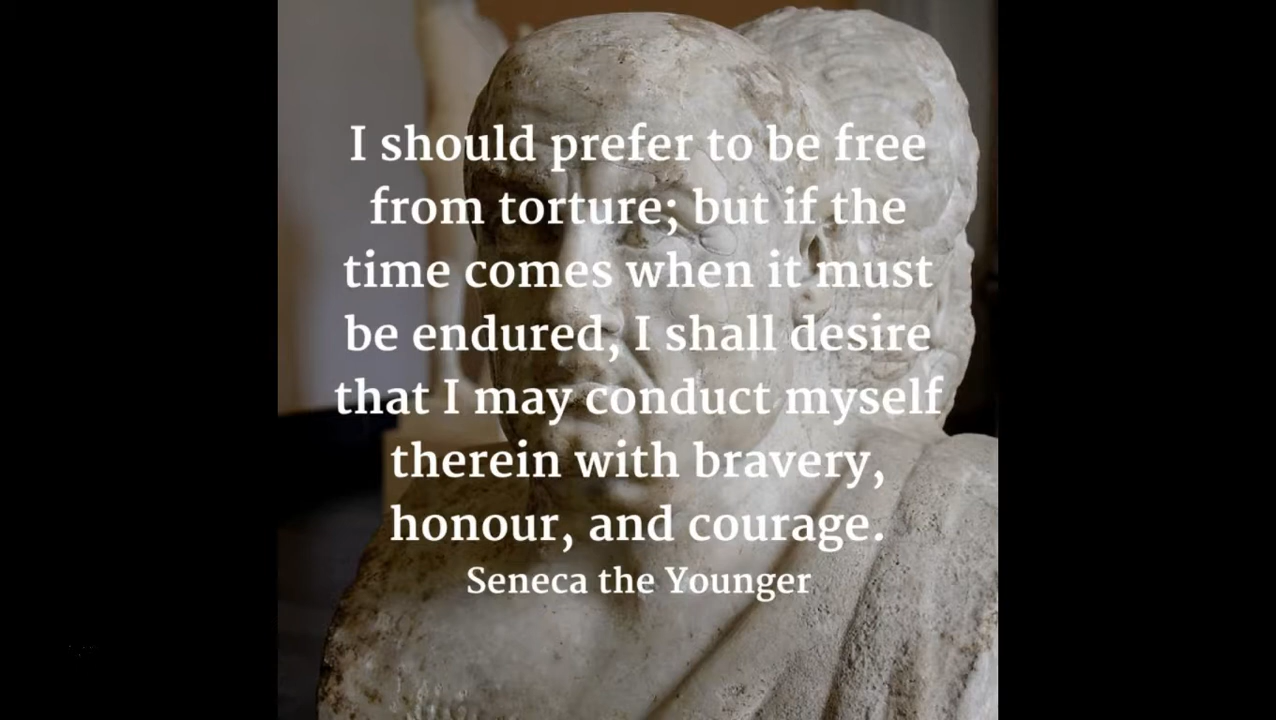 I should prefer to be free
from torture; but if the
time comes when it must
be endured, I shall desire
that I may conduct myself
therein with bravery,
honour, and courage.
Seneca the Younger